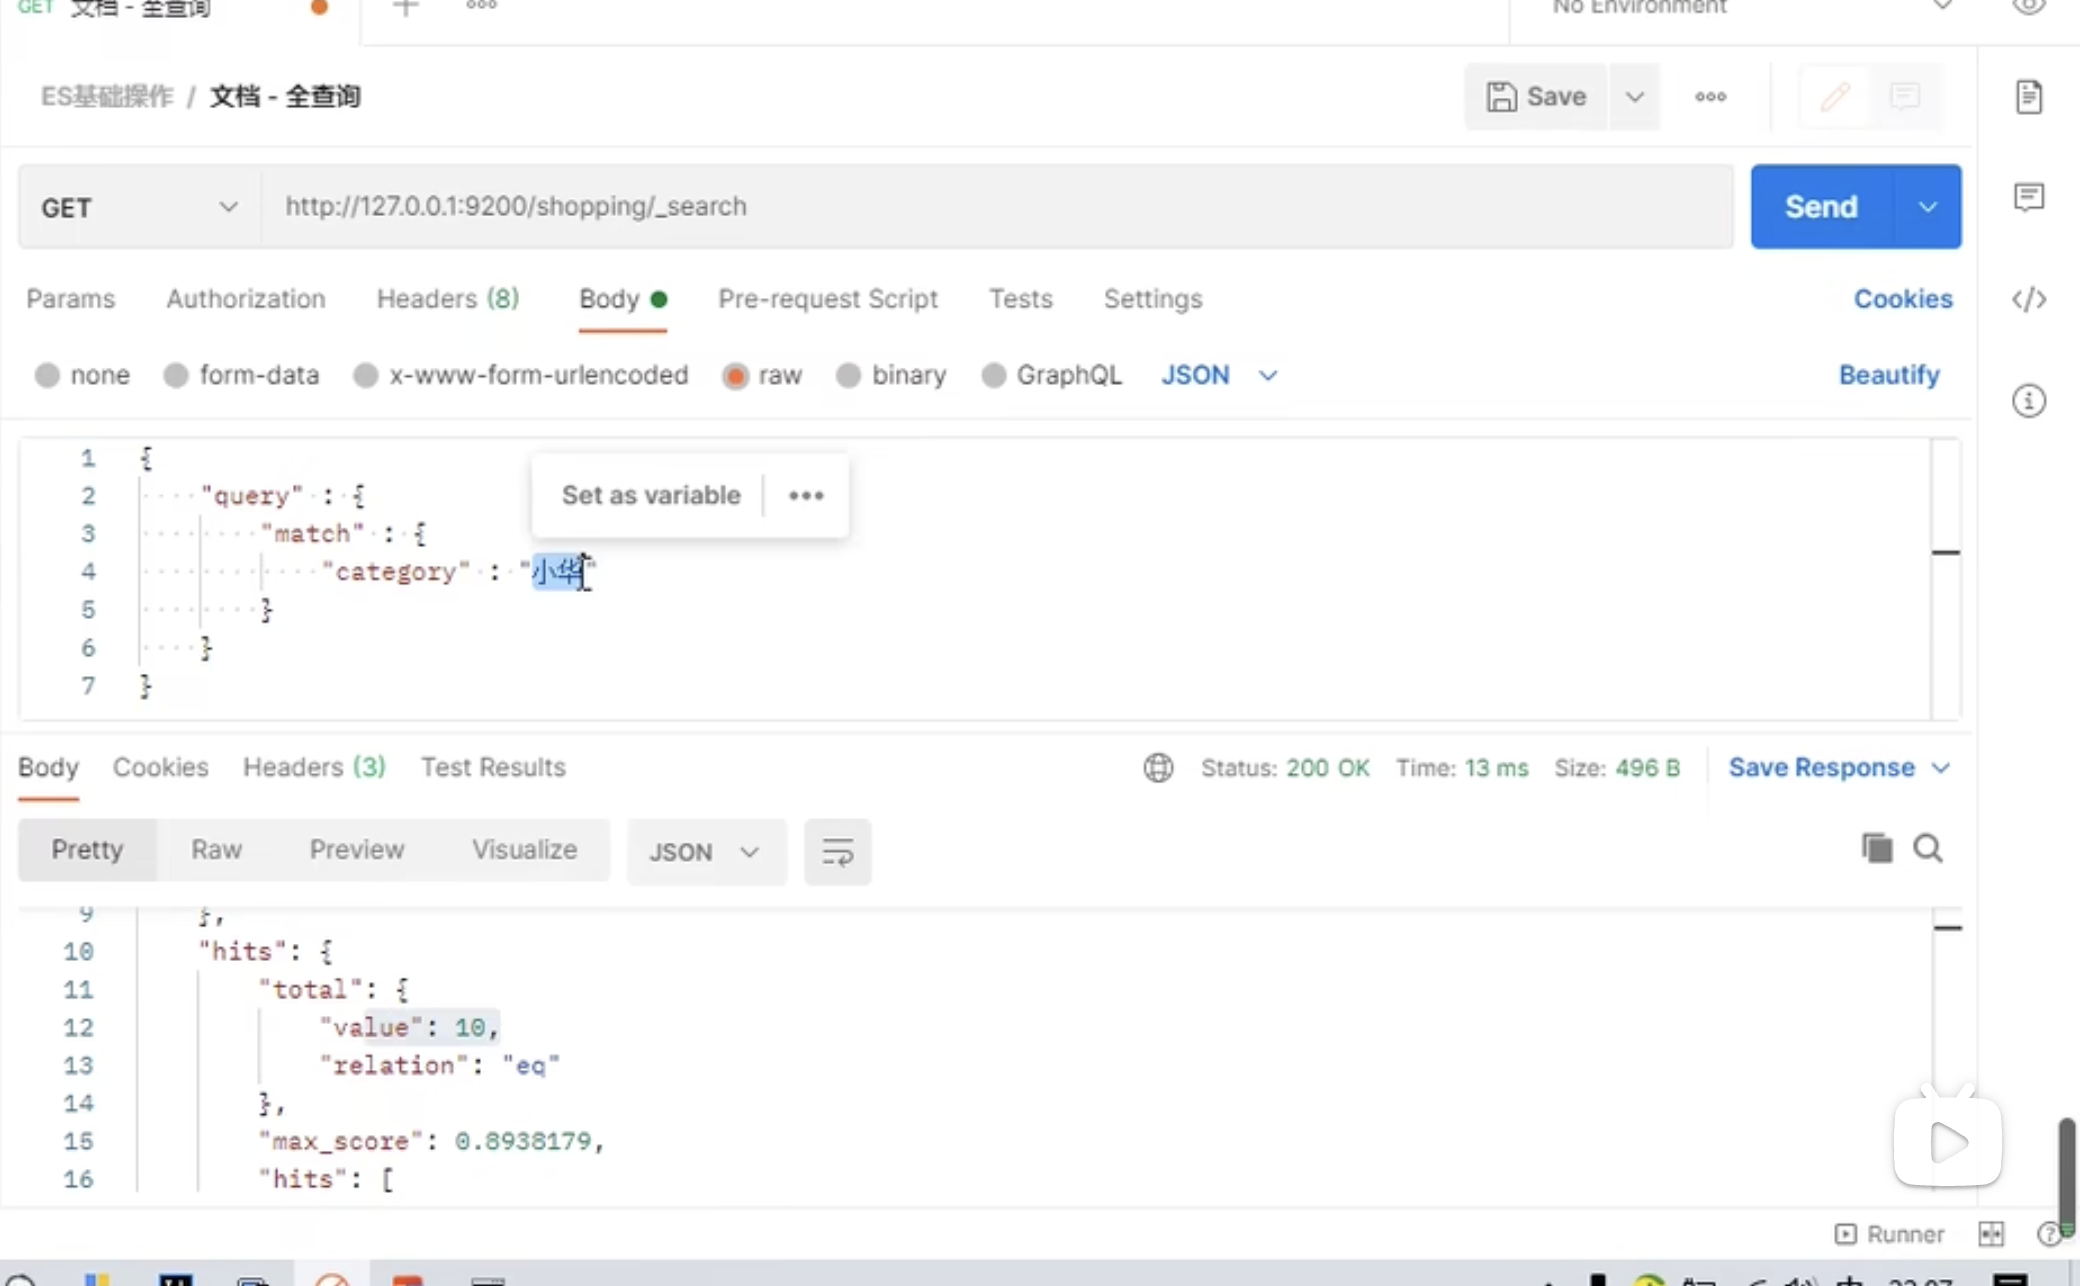 GET 文档 - 全查询
No Environment
ES基础操作 / 文档 - 全查询
Save
GET http://127.0.0.1:9200/shopping/_search
Send
Params Authorization Headers (8) Body Pre-request Script Tests Settings Cookies
none form-data x-www-form-urlencoded raw binary GraphQL JSON Beautify
1 {
2 "query" : {
Set as variable
3 "match" : {
4 "category" : "小华"
5 }
6 }
7 }
Body Cookies Headers (3) Test Results Status: 200 OK Time: 13 ms Size: 496 B Save Response
Pretty Raw Preview Visualize JSON
9 },
10 "hits": {
11 "total": {
12 "value": 10,
13 "relation": "eq"
14 },
15 "max_score": 0.8938179,
16 "hits": [
Runner
中